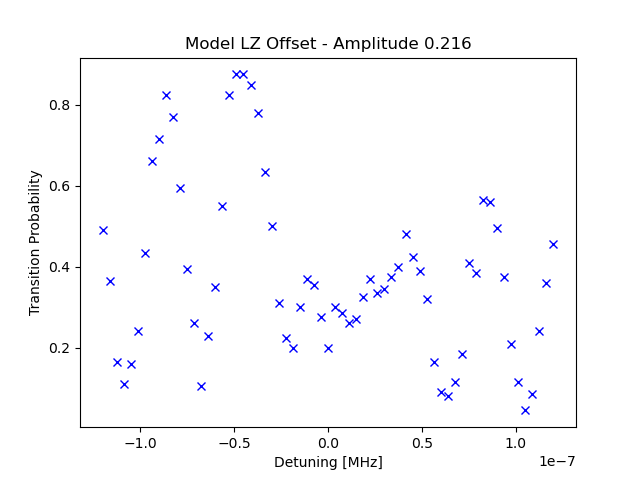 Model LZ Offset - Amplitude 0.216
Transition Probability
0.8
0.6
0.4
0.2
−1.0 −0.5 0.0 0.5 1.0
1e−7
Detuning [MHz]